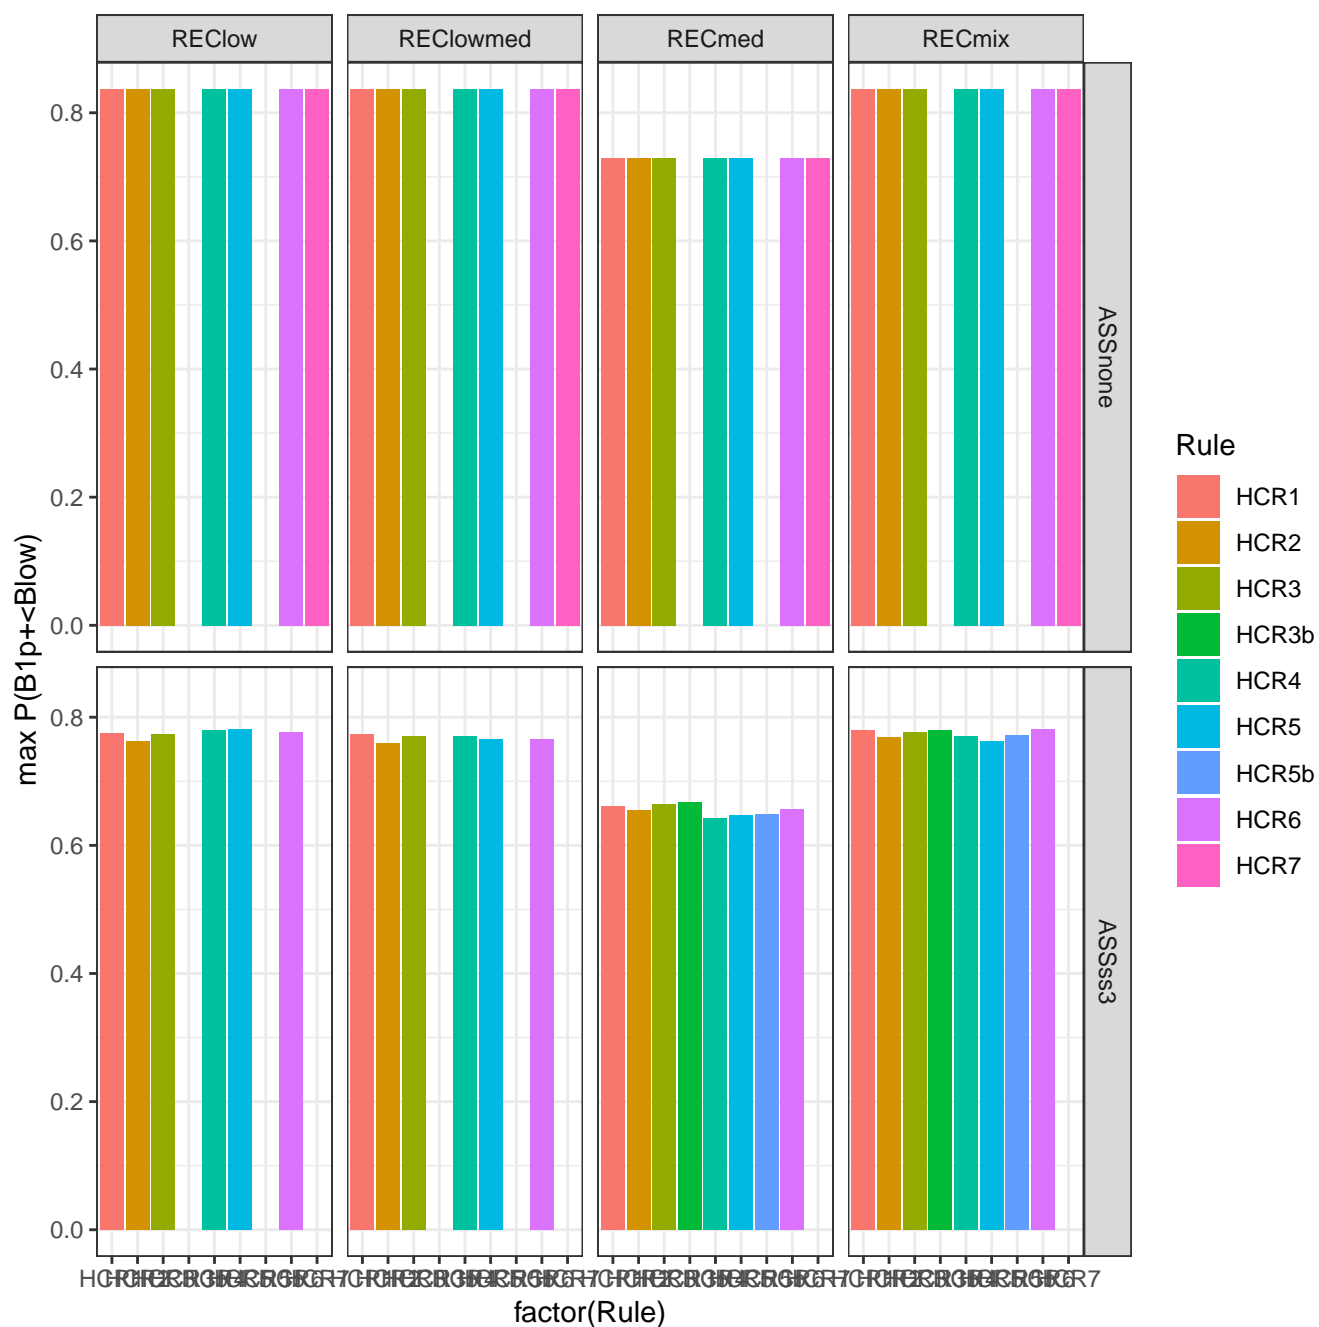 REClow REClowmed RECmed RECmix
ASSnone
ASSss3
max P(B1p+<Blow)
0.8
0.6
0.4
0.2
0.0
0.8
0.6
0.4
0.2
0.0
factor(Rule)
Rule
HCR1
HCR2
HCR3
HCR3b
HCR4
HCR5
HCR5b
HCR6
HCR7